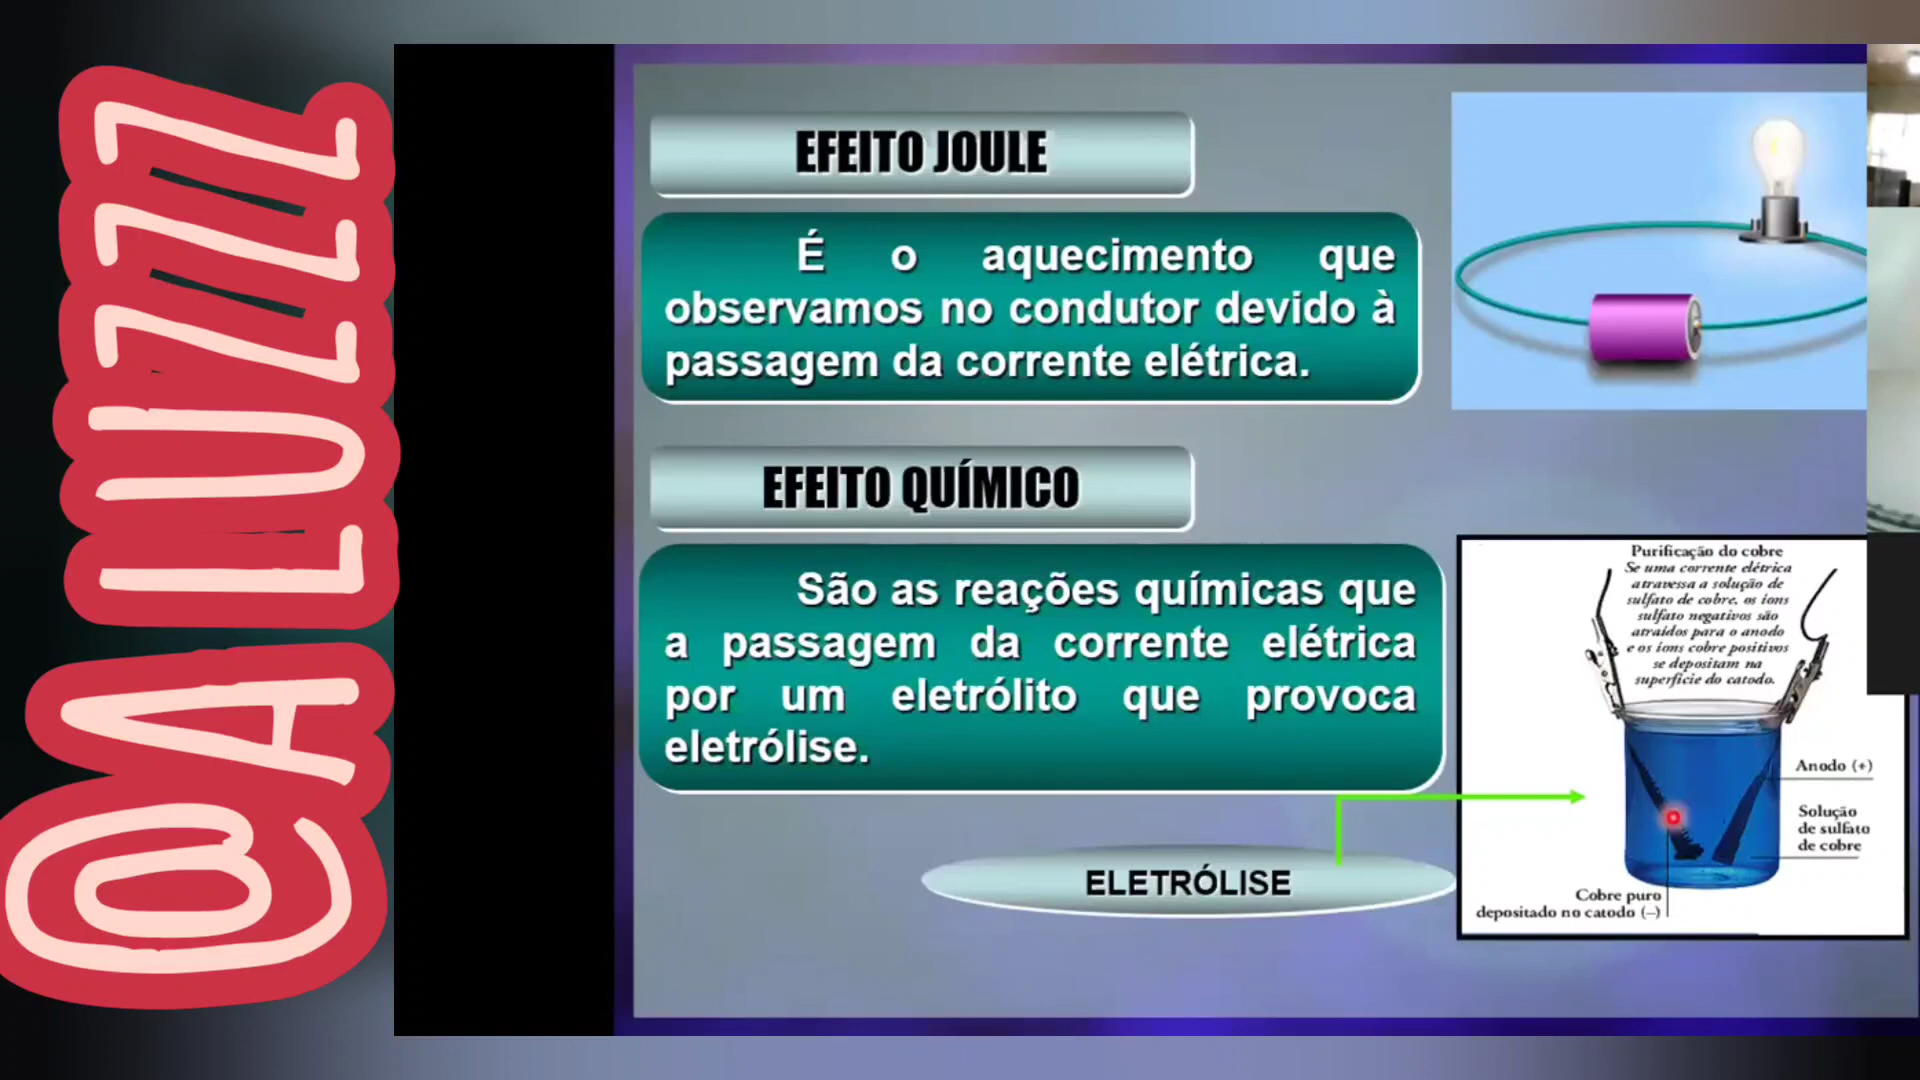 @A LUZZZ
EFEITO JOULE
É o aquecimento que
observamos no condutor devido à
passagem da corrente elétrica.
EFEITO QUÍMICO
São as reações químicas que
a passagem da corrente elétrica
por um eletrólito que provoca
eletrólise.
ELETRÓLISE
Purificação do cobre
Se uma corrente elétrica
atravessa a solução de
sulfato de cobre, os íons
sulfato negativos são
atraídos para o anodo
e os íons cobre positivos
se depositam na
superfície do catodo.
Anodo (+)
Solução
de sulfato
de cobre
Cobre puro
depositado no catodo (–)